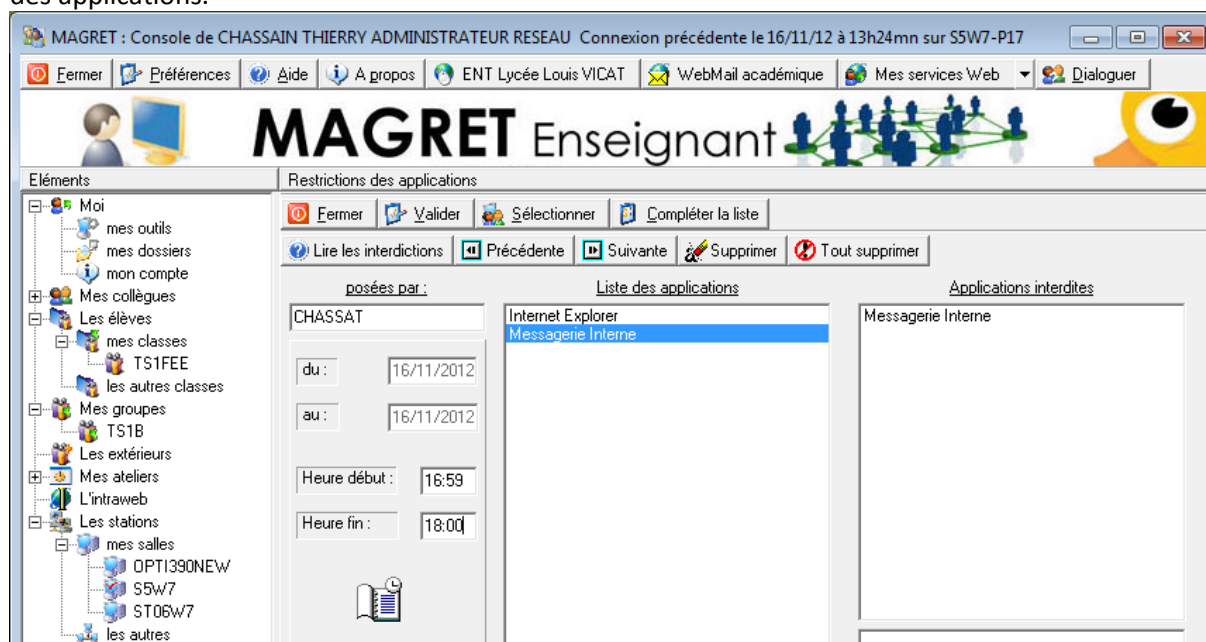 des applications.
MAGRET : Console de CHASSAIN THIERRY ADMINISTRATEUR RESEAU Connexion précédente le 16/11/12 à 13h24mn sur S5W7-P17
Fermer Préférences Aide A propos ENT Lycée Louis VICAT WebMail académique Mes services Web Dialoguer
MAGRET Enseignant
Eléments Restrictions des applications
Fermer Valider Sélectionner Compléter la liste
Lire les interdictions Précédente Suivante Supprimer Tout supprimer
Moi
mes outils
mes dossiers
mon compte
Mes collègues
Les élèves
mes classes
TS1FEE
les autres classes
Mes groupes
TS1B
Les extérieurs
Mes ateliers
L'intraweb
Les stations
mes salles
OPTI390NEW
S5W7
ST06W7
les autres
posées par :
CHASSAT
du : 16/11/2012
au : 16/11/2012
Heure début : 16:59
Heure fin : 18:00
Liste des applications
Internet Explorer
Messagerie Interne
Applications interdites
Messagerie Interne